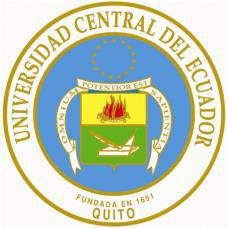 UNIVERSIDAD CENTRAL DEL ECUADOR
OMNIUM POTENTIOR EST SAPIENTIA
FUNDADA EN 1651
QUITO